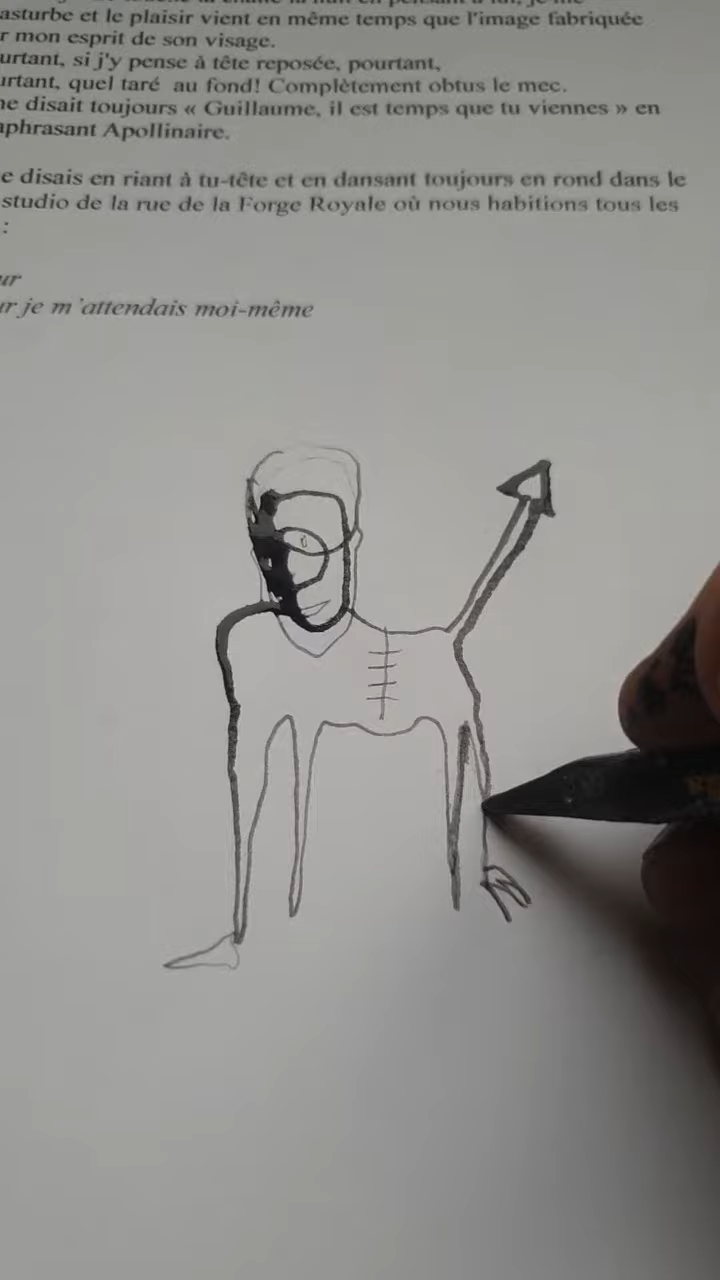 asturbe et le plaisir vient en même temps que l'image fabriquée
r mon esprit de son visage.
urtant, si j'y pense à tête reposée, pourtant,
urtant, quel taré au fond! Complètement obtus le mec.
ne disait toujours « Guillaume, il est temps que tu viennes » en
aphrasant Apollinaire.
e disais en riant à tu-tête et en dansant toujours en rond dans le
studio de la rue de la Forge Royale où nous habitions tous les
:
ur
ur je m'attendais moi-même